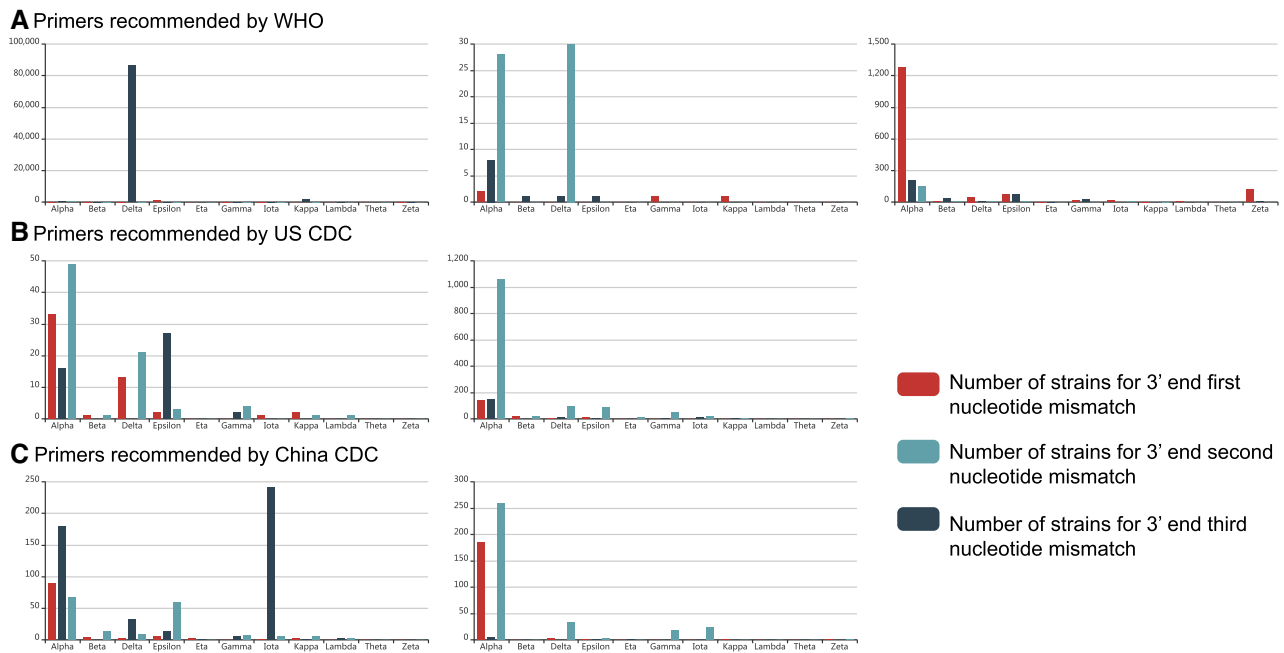 A Primers recommended by WHO
100,000
80,000
60,000
40,000
20,000
0
Alpha Beta Delta Epsilon Eta Gamma Iota Kappa Lambda Theta Zeta
30
25
20
15
10
5
0
Alpha Beta Delta Epsilon Eta Gamma Iota Kappa Lambda Theta Zeta
1,500
1,200
900
600
300
0
Alpha Beta Delta Epsilon Eta Gamma Iota Kappa Lambda Theta Zeta
B Primers recommended by US CDC
50
40
30
20
10
0
Alpha Beta Delta Epsilon Eta Gamma Iota Kappa Lambda Theta Zeta
1,200
1,000
800
600
400
200
0
Alpha Beta Delta Epsilon Eta Gamma Iota Kappa Lambda Theta Zeta
Number of strains for 3’ end first
nucleotide mismatch
Number of strains for 3’ end second
nucleotide mismatch
Number of strains for 3’ end third
nucleotide mismatch
C Primers recommended by China CDC
250
200
150
100
50
0
Alpha Beta Delta Epsilon Eta Gamma Iota Kappa Lambda Theta Zeta
300
250
200
150
100
50
0
Alpha Beta Delta Epsilon Eta Gamma Iota Kappa Lambda Theta Zeta